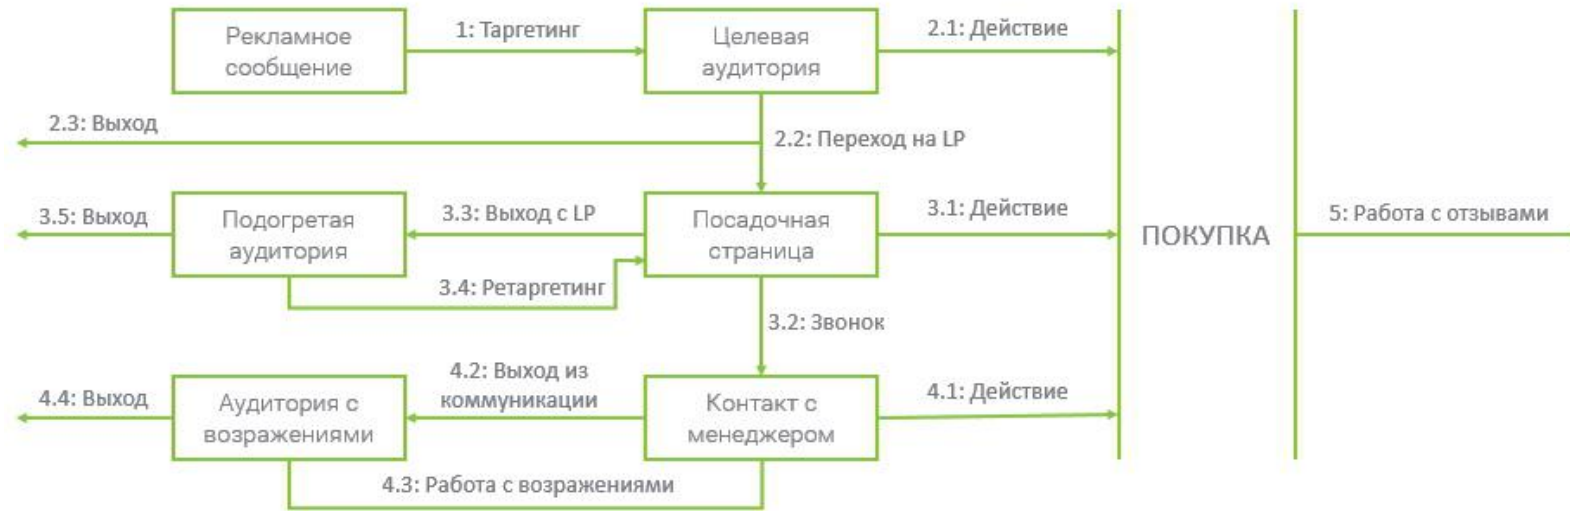 Рекламное
сообщение
1: Таргетинг
Целевая
аудитория
2.1: Действие
2.3: Выход
2.2: Переход на LP
3.5: Выход
Подогретая
аудитория
3.3: Выход с LP
Посадочная
страница
3.1: Действие
ПОКУПКА
5: Работа с отзывами
3.4: Ретаргетинг
3.2: Звонок
4.4: Выход
Аудитория с
возражениями
4.2: Выход из
коммуникации
Контакт с
менеджером
4.1: Действие
4.3: Работа с возражениями